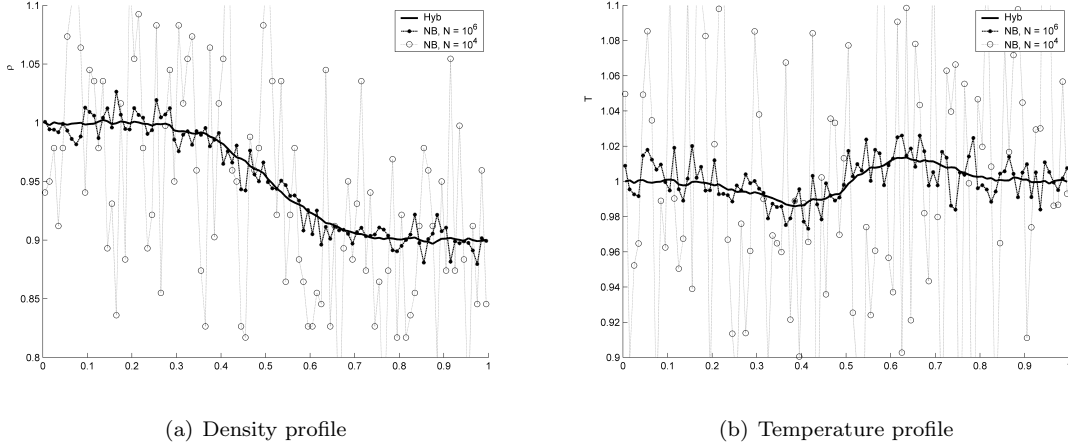 1.1
1.05
1
0.95
0.9
0.85
0.8
ρ
Hyb
NB, N = 10⁶
NB, N = 10⁴
0 0.1 0.2 0.3 0.4 0.5 0.6 0.7 0.8 0.9 1
(a) Density profile
1.1
1.08
1.06
1.04
1.02
1
0.98
0.96
0.94
0.92
0.9
T
Hyb
NB, N = 10⁶
NB, N = 10⁴
0 0.1 0.2 0.3 0.4 0.5 0.6 0.7 0.8 0.9 1
(b) Temperature profile